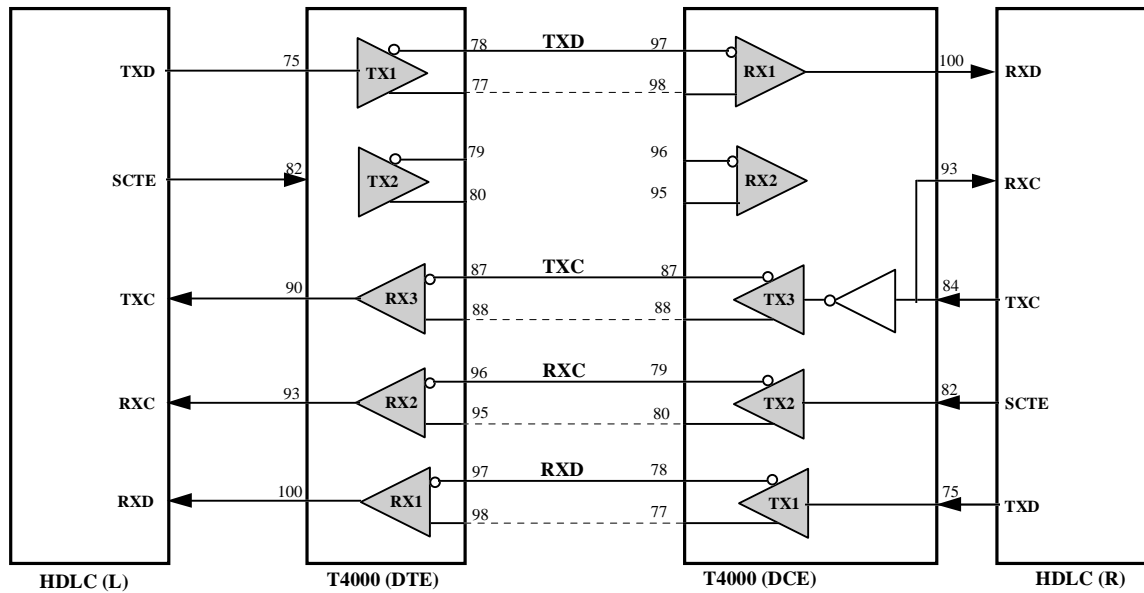 78 TXD 97
TXD 75 TX1 RX1 100 RXD
77 98
79 96
SCTE 82 TX2 RX2 93 RXC
80 95
87 TXC 87
TXC 90 RX3 TX3 84 TXC
88 88
96 RXC 79
RXC 93 RX2 TX2 82 SCTE
95 80
97 RXD 78
RXD 100 RX1 TX1 75 TXD
98 77
HDLC (L) T4000 (DTE) T4000 (DCE) HDLC (R)